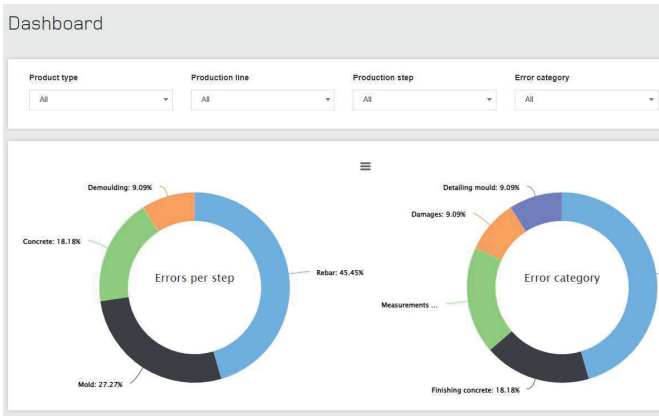 Dashboard
Product type
Production line
Production step
Error category
All
All
All
All
Demoulding: 9.09%
Concrete: 18.18%
Errors per step
Rebar: 45.45%
Mold: 27.27%
Detailing mould: 9.09%
Damages: 9.09%
Error category
Measurements ...
Finishing concrete: 18.18%